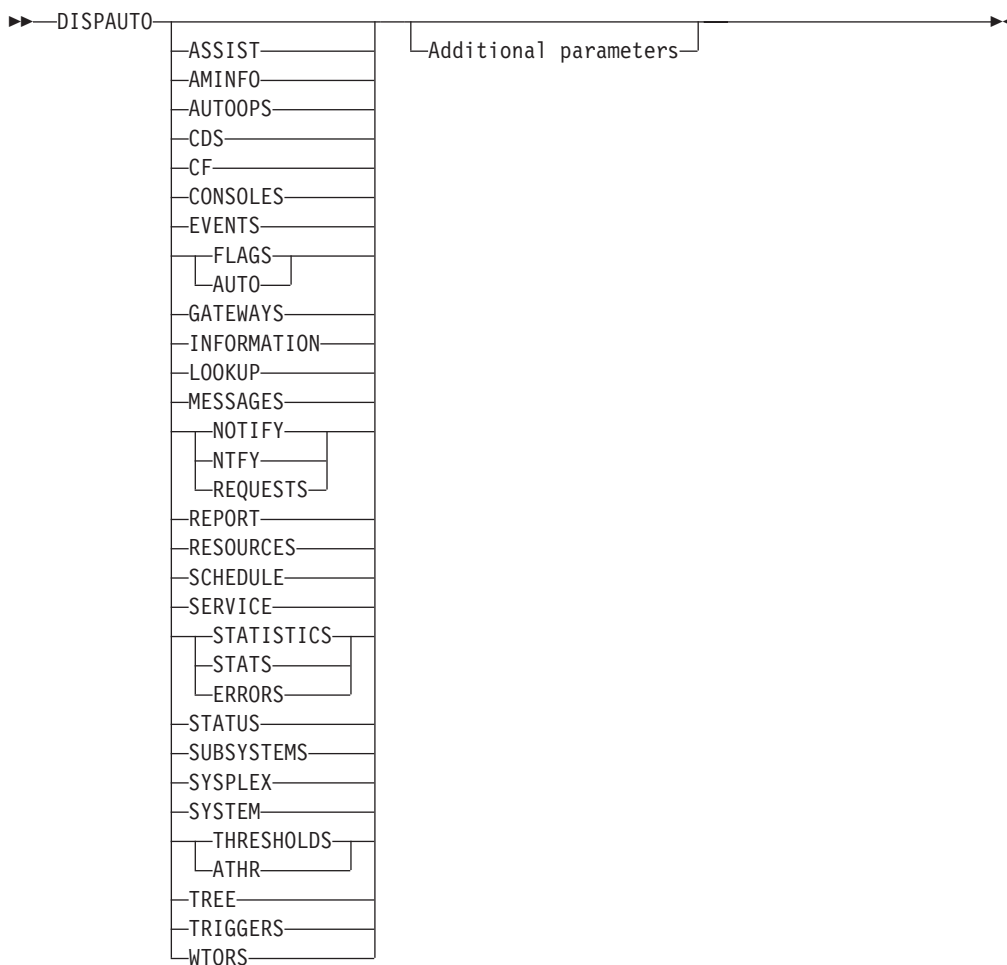 DISPAUTO
ASSIST
Additional parameters
AMINFO
AUTOOPS
CDS
CF
CONSOLES
EVENTS
FLAGS
AUTO
GATEWAYS
INFORMATION
LOOKUP
MESSAGES
NOTIFY
NTFY
REQUESTS
REPORT
RESOURCES
SCHEDULE
SERVICE
STATISTICS
STATS
ERRORS
STATUS
SUBSYSTEMS
SYSPLEX
SYSTEM
THRESHOLDS
ATHR
TREE
TRIGGERS
WTORS